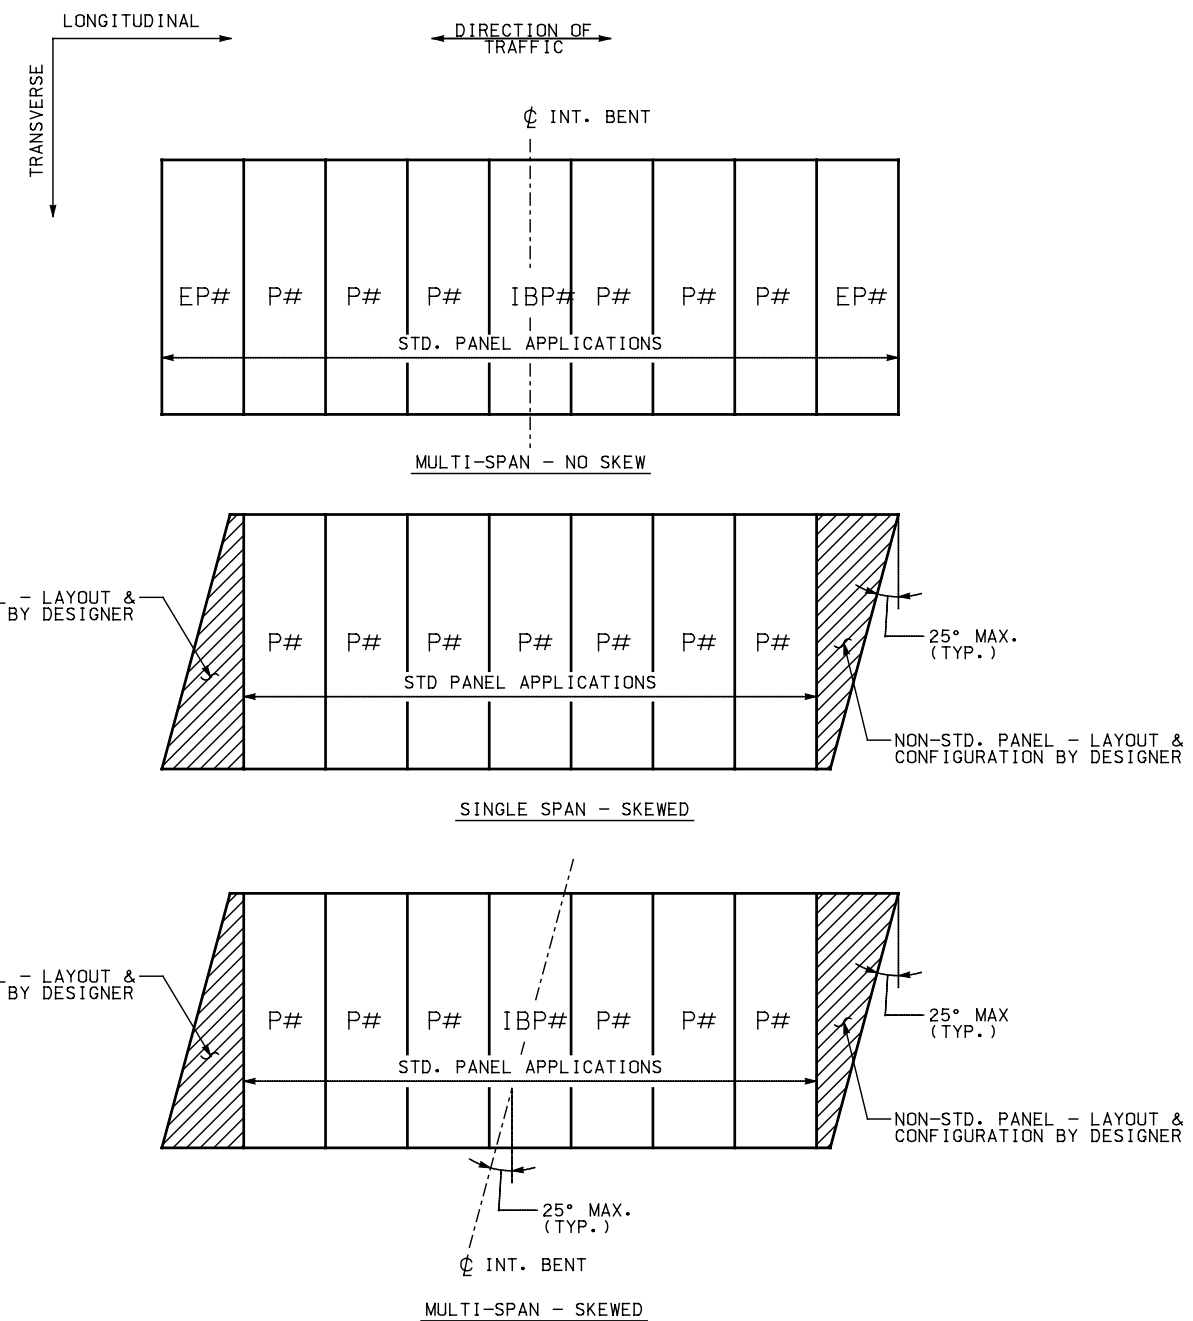 LONGITUDINAL
DIRECTION OF
TRAFFIC
TRANSVERSE
℄ INT. BENT
EP# P# P# P# IBP# P# P# P# EP#
STD. PANEL APPLICATIONS
MULTI-SPAN - NO SKEW
- LAYOUT &
BY DESIGNER
P# P# P# P# P# P# P#
25° MAX.
(TYP.)
STD PANEL APPLICATIONS
NON-STD. PANEL - LAYOUT &
CONFIGURATION BY DESIGNER
SINGLE SPAN - SKEWED
- LAYOUT &
BY DESIGNER
P# P# P# IBP# P# P# P#
25° MAX
(TYP.)
STD. PANEL APPLICATIONS
NON-STD. PANEL - LAYOUT &
CONFIGURATION BY DESIGNER
25° MAX.
(TYP.)
℄ INT. BENT
MULTI-SPAN - SKEWED